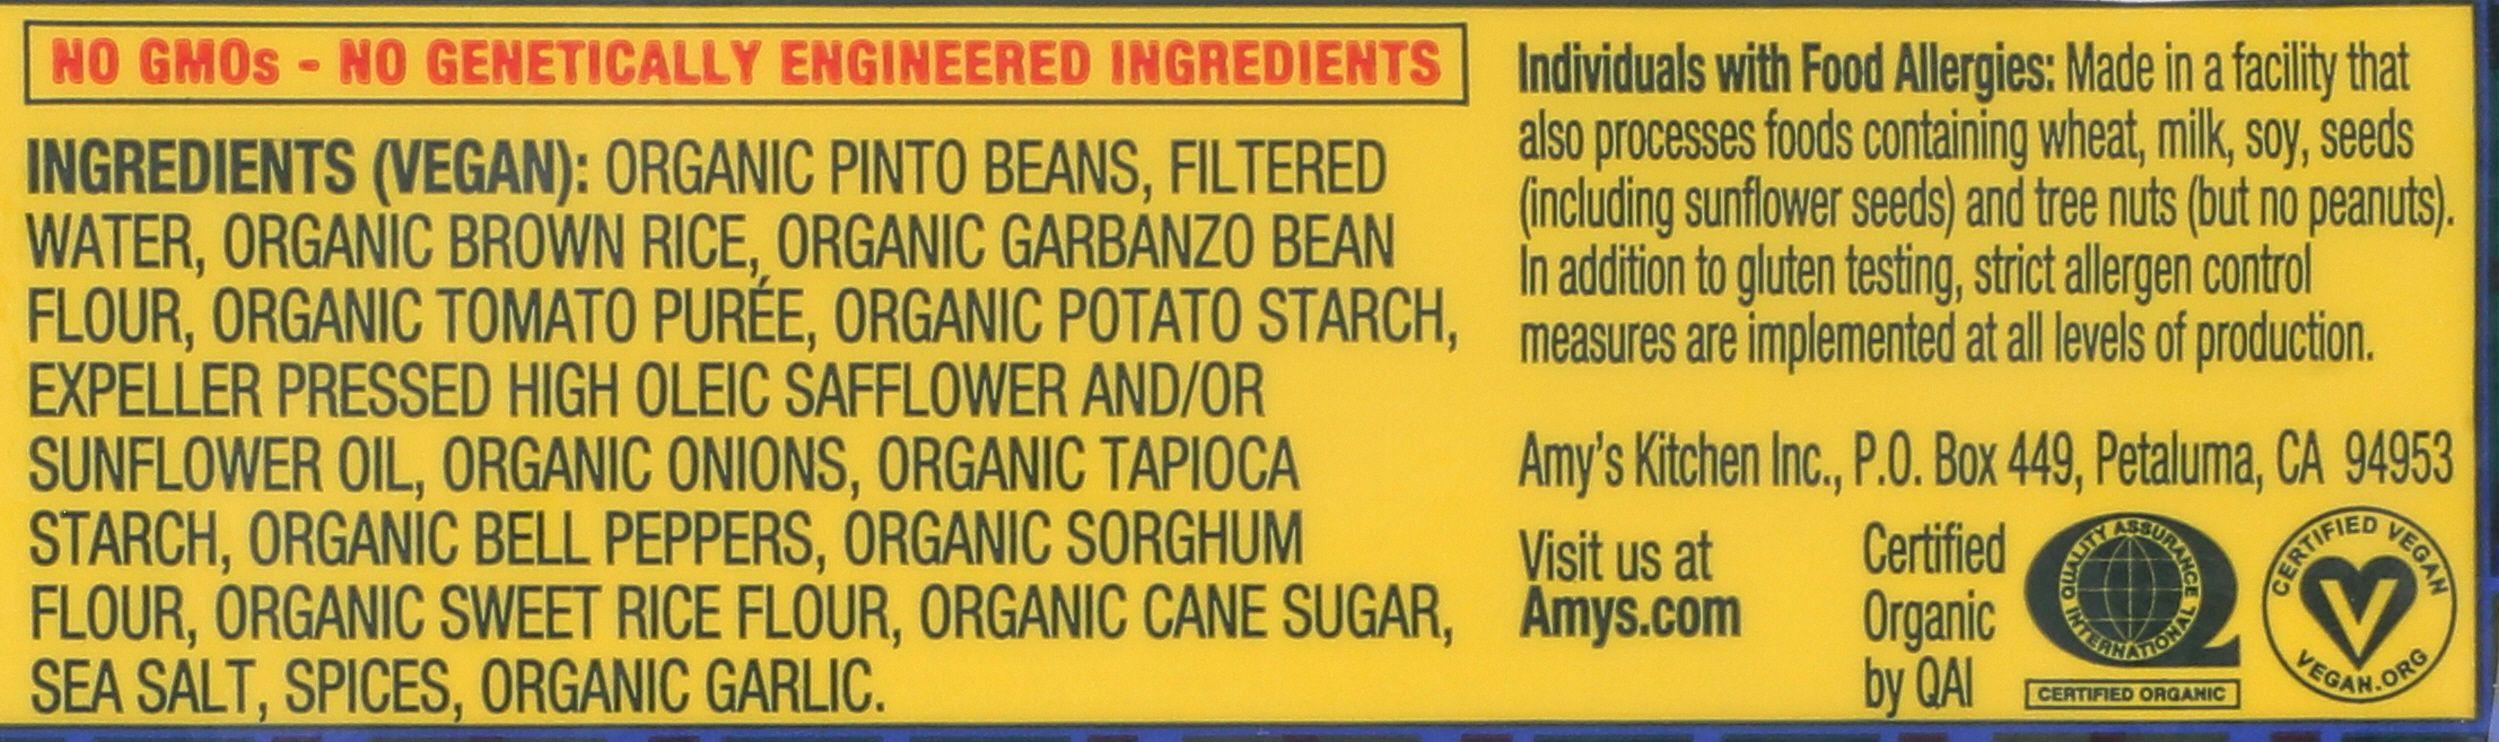 NO GMOs - NO GENETICALLY ENGINEERED INGREDIENTS
INGREDIENTS (VEGAN): ORGANIC PINTO BEANS, FILTERED
WATER, ORGANIC BROWN RICE, ORGANIC GARBANZO BEAN
FLOUR, ORGANIC TOMATO PURÉE, ORGANIC POTATO STARCH,
EXPELLER PRESSED HIGH OLEIC SAFFLOWER AND/OR
SUNFLOWER OIL, ORGANIC ONIONS, ORGANIC TAPIOCA
STARCH, ORGANIC BELL PEPPERS, ORGANIC SORGHUM
FLOUR, ORGANIC SWEET RICE FLOUR, ORGANIC CANE SUGAR,
SEA SALT, SPICES, ORGANIC GARLIC.
Individuals with Food Allergies: Made in a facility that
also processes foods containing wheat, milk, soy, seeds
(including sunflower seeds) and tree nuts (but no peanuts).
In addition to gluten testing, strict allergen control
measures are implemented at all levels of production.
Amy's Kitchen Inc., P.O. Box 449, Petaluma, CA 94953
Visit us at
Amys.com
Certified
Organic
by QAI
QUALITY ASSURANCE
INTERNATIONAL
CERTIFIED ORGANIC
CERTIFIED VEGAN
V
VEGAN.ORG